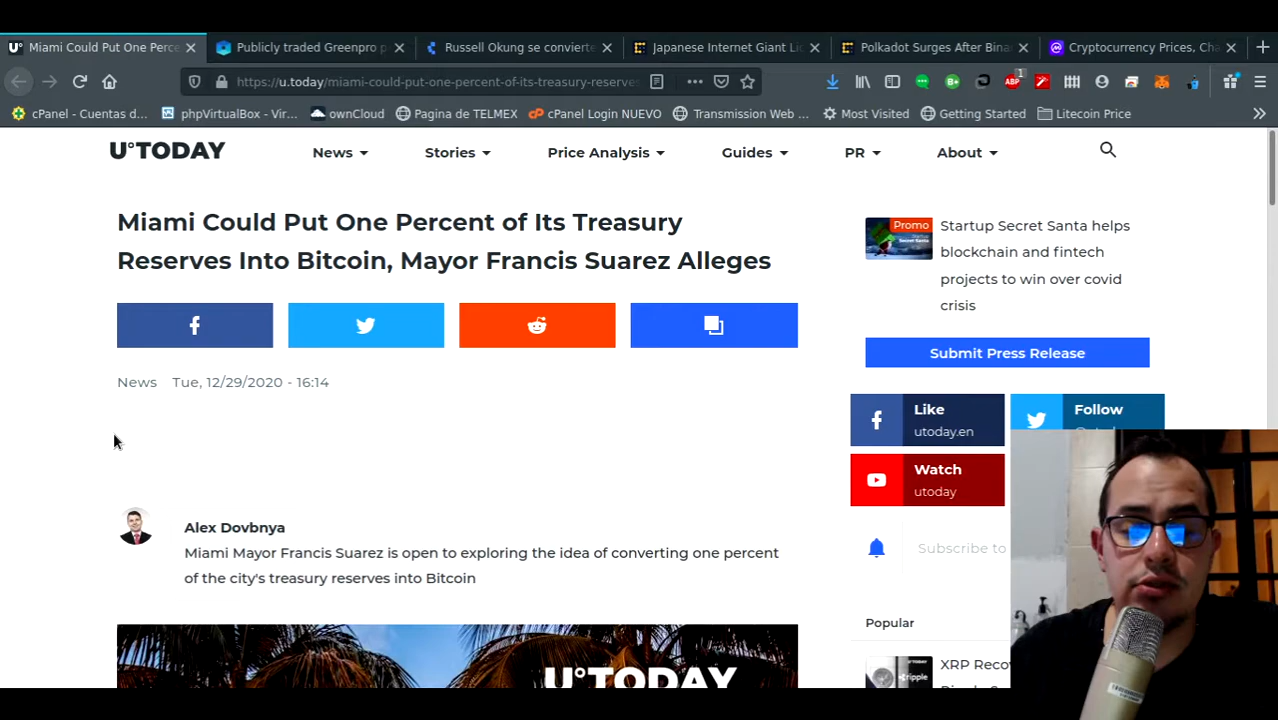 Miami Could Put One Perce
Publicly traded Greenpro p
Russell Okung se convierte
Japanese Internet Giant
Polkadot Surges After Bina
Cryptocurrency Prices, Cha
https://u.today/miami-could-put-one-percent-of-its-treasury-reserves
1
cPanel - Cuentas d...
phpVirtualBox - Vir...
ownCloud
Pagina de TELMEX
cPanel Login NUEVO
Transmission Web ...
Most Visited
Getting Started
Litecoin Price
U°TODAY
News
Stories
Price Analysis
Guides
PR
About
Miami Could Put One Percent of Its Treasury
Reserves Into Bitcoin, Mayor Francis Suarez Alleges
News Tue, 12/29/2020 - 16:14
Alex Dovbnya
Miami Mayor Francis Suarez is open to exploring the idea of converting one percent
of the city's treasury reserves into Bitcoin
U°TODAY
Promo
Startup Secret Santa helps
blockchain and fintech
projects to win over covid
crisis
Submit Press Release
Like
utoday.en
Follow
Watch
utoday
Subscribe to
Popular
XRP Reco
ripple